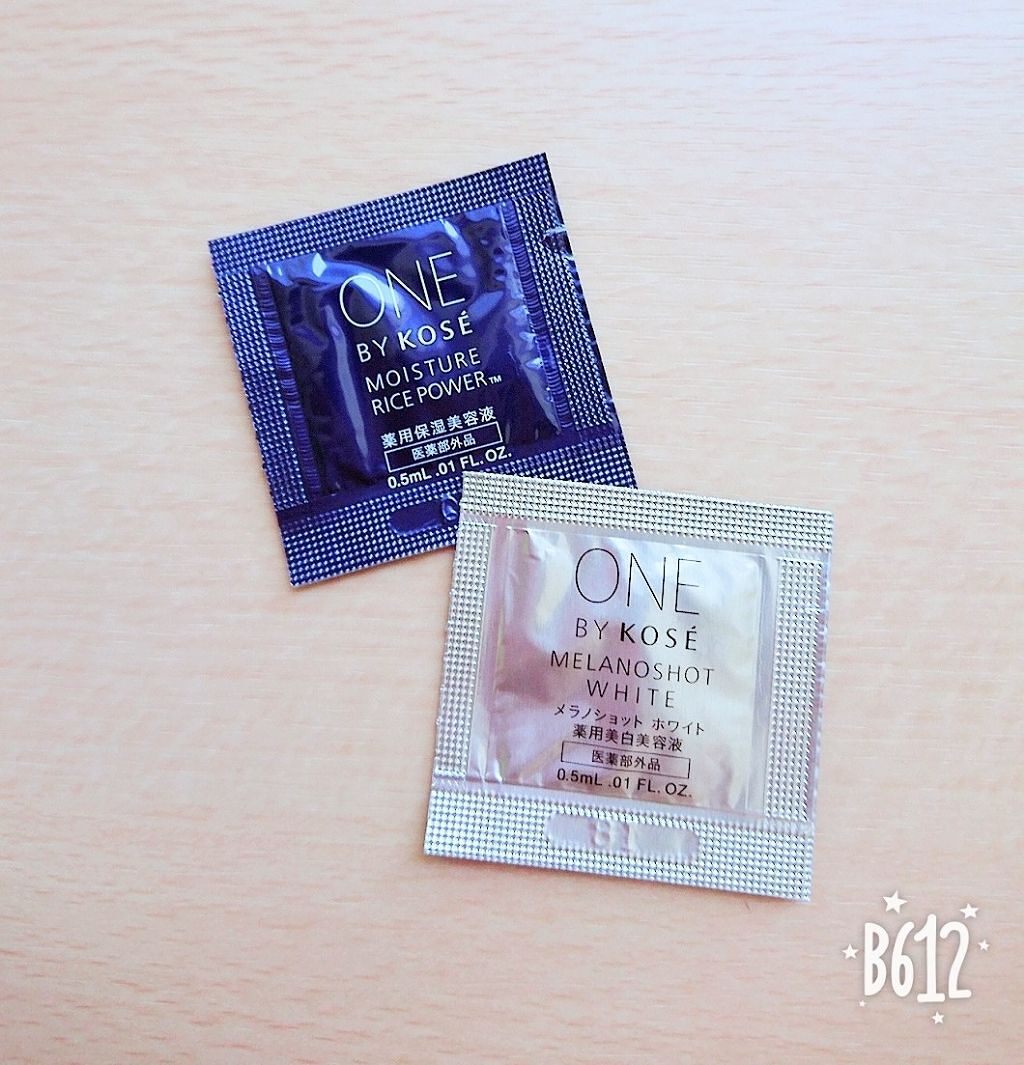 ONE
BY KOSÉ
MOISTURE
RICE POWER™
薬用保湿美容液
医薬部外品
0.5mL .01 FL. OZ.
ONE
BY KOSÉ
MELANOSHOT
WHITE
メラノショット ホワイト
薬用美白美容液
医薬部外品
0.5mL .01 FL. OZ.
B612